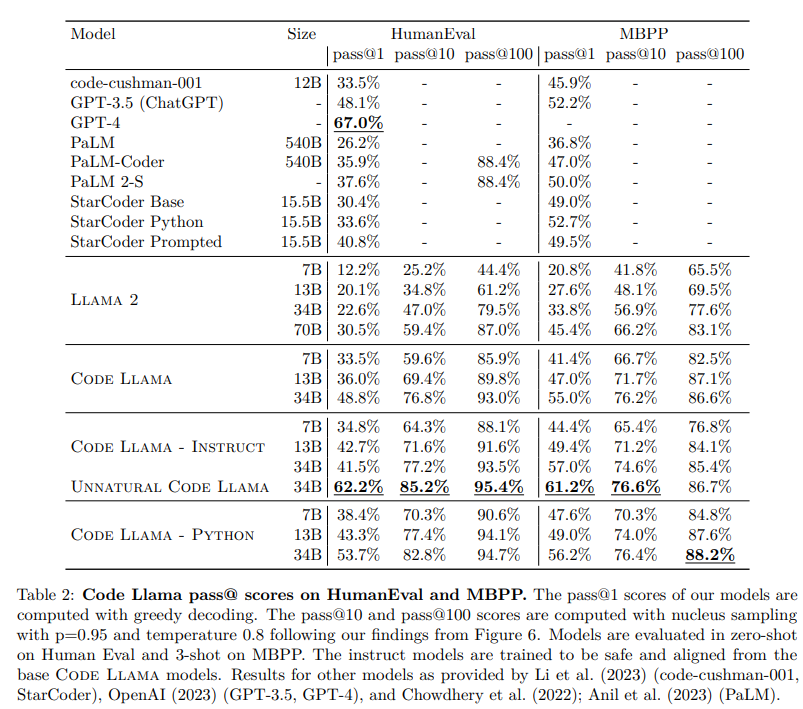 Model Size HumanEval MBPP
pass@1 pass@10 pass@100 pass@1 pass@10 pass@100
code-cushman-001 12B 33.5% - - 45.9% - -
GPT-3.5 (ChatGPT) - 48.1% - - 52.2% - -
GPT-4 - 67.0% - - - - -
PaLM 540B 26.2% - - 36.8% - -
PaLM-Coder 540B 35.9% - 88.4% 47.0% - -
PaLM 2-S - 37.6% - 88.4% 50.0% - -
StarCoder Base 15.5B 30.4% - - 49.0% - -
StarCoder Python 15.5B 33.6% - - 52.7% - -
StarCoder Prompted 15.5B 40.8% - - 49.5% - -
7B 12.2% 25.2% 44.4% 20.8% 41.8% 65.5%
Llama 2
13B 20.1% 34.8% 61.2% 27.6% 48.1% 69.5%
34B 22.6% 47.0% 79.5% 33.8% 56.9% 77.6%
70B 30.5% 59.4% 87.0% 45.4% 66.2% 83.1%
7B 33.5% 59.6% 85.9% 41.4% 66.7% 82.5%
Code Llama 13B 36.0% 69.4% 89.8% 47.0% 71.7% 87.1%
34B 48.8% 76.8% 93.0% 55.0% 76.2% 86.6%
7B 34.8% 64.3% 88.1% 44.4% 65.4% 76.8%
Code Llama - Instruct 13B 42.7% 71.6% 91.6% 49.4% 71.2% 84.1%
34B 41.5% 77.2% 93.5% 57.0% 74.6% 85.4%
Unnatural Code Llama 34B 62.2% 85.2% 95.4% 61.2% 76.6% 86.7%
7B 38.4% 70.3% 90.6% 47.6% 70.3% 84.8%
Code Llama - Python 13B 43.3% 77.4% 94.1% 49.0% 74.0% 87.6%
34B 53.7% 82.8% 94.7% 56.2% 76.4% 88.2%
Table 2: Code Llama pass@ scores on HumanEval and MBPP. The pass@1 scores of our models are
computed with greedy decoding. The pass@10 and pass@100 scores are computed with nucleus sampling
with p=0.95 and temperature 0.8 following our findings from Figure 6. Models are evaluated in zero-shot
on Human Eval and 3-shot on MBPP. The instruct models are trained to be safe and aligned from the
base Code Llama models. Results for other models as provided by Li et al. (2023) (code-cushman-001,
StarCoder), OpenAI (2023) (GPT-3.5, GPT-4), and Chowdhery et al. (2022); Anil et al. (2023) (PaLM).